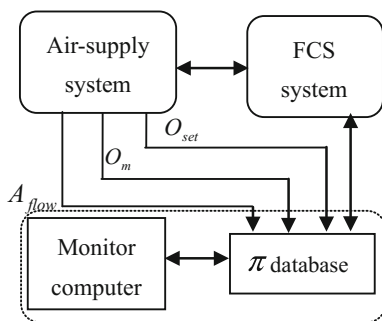 Air-supply
system
FCS
system
O_set
O_m
A_flow
Monitor
computer
π database